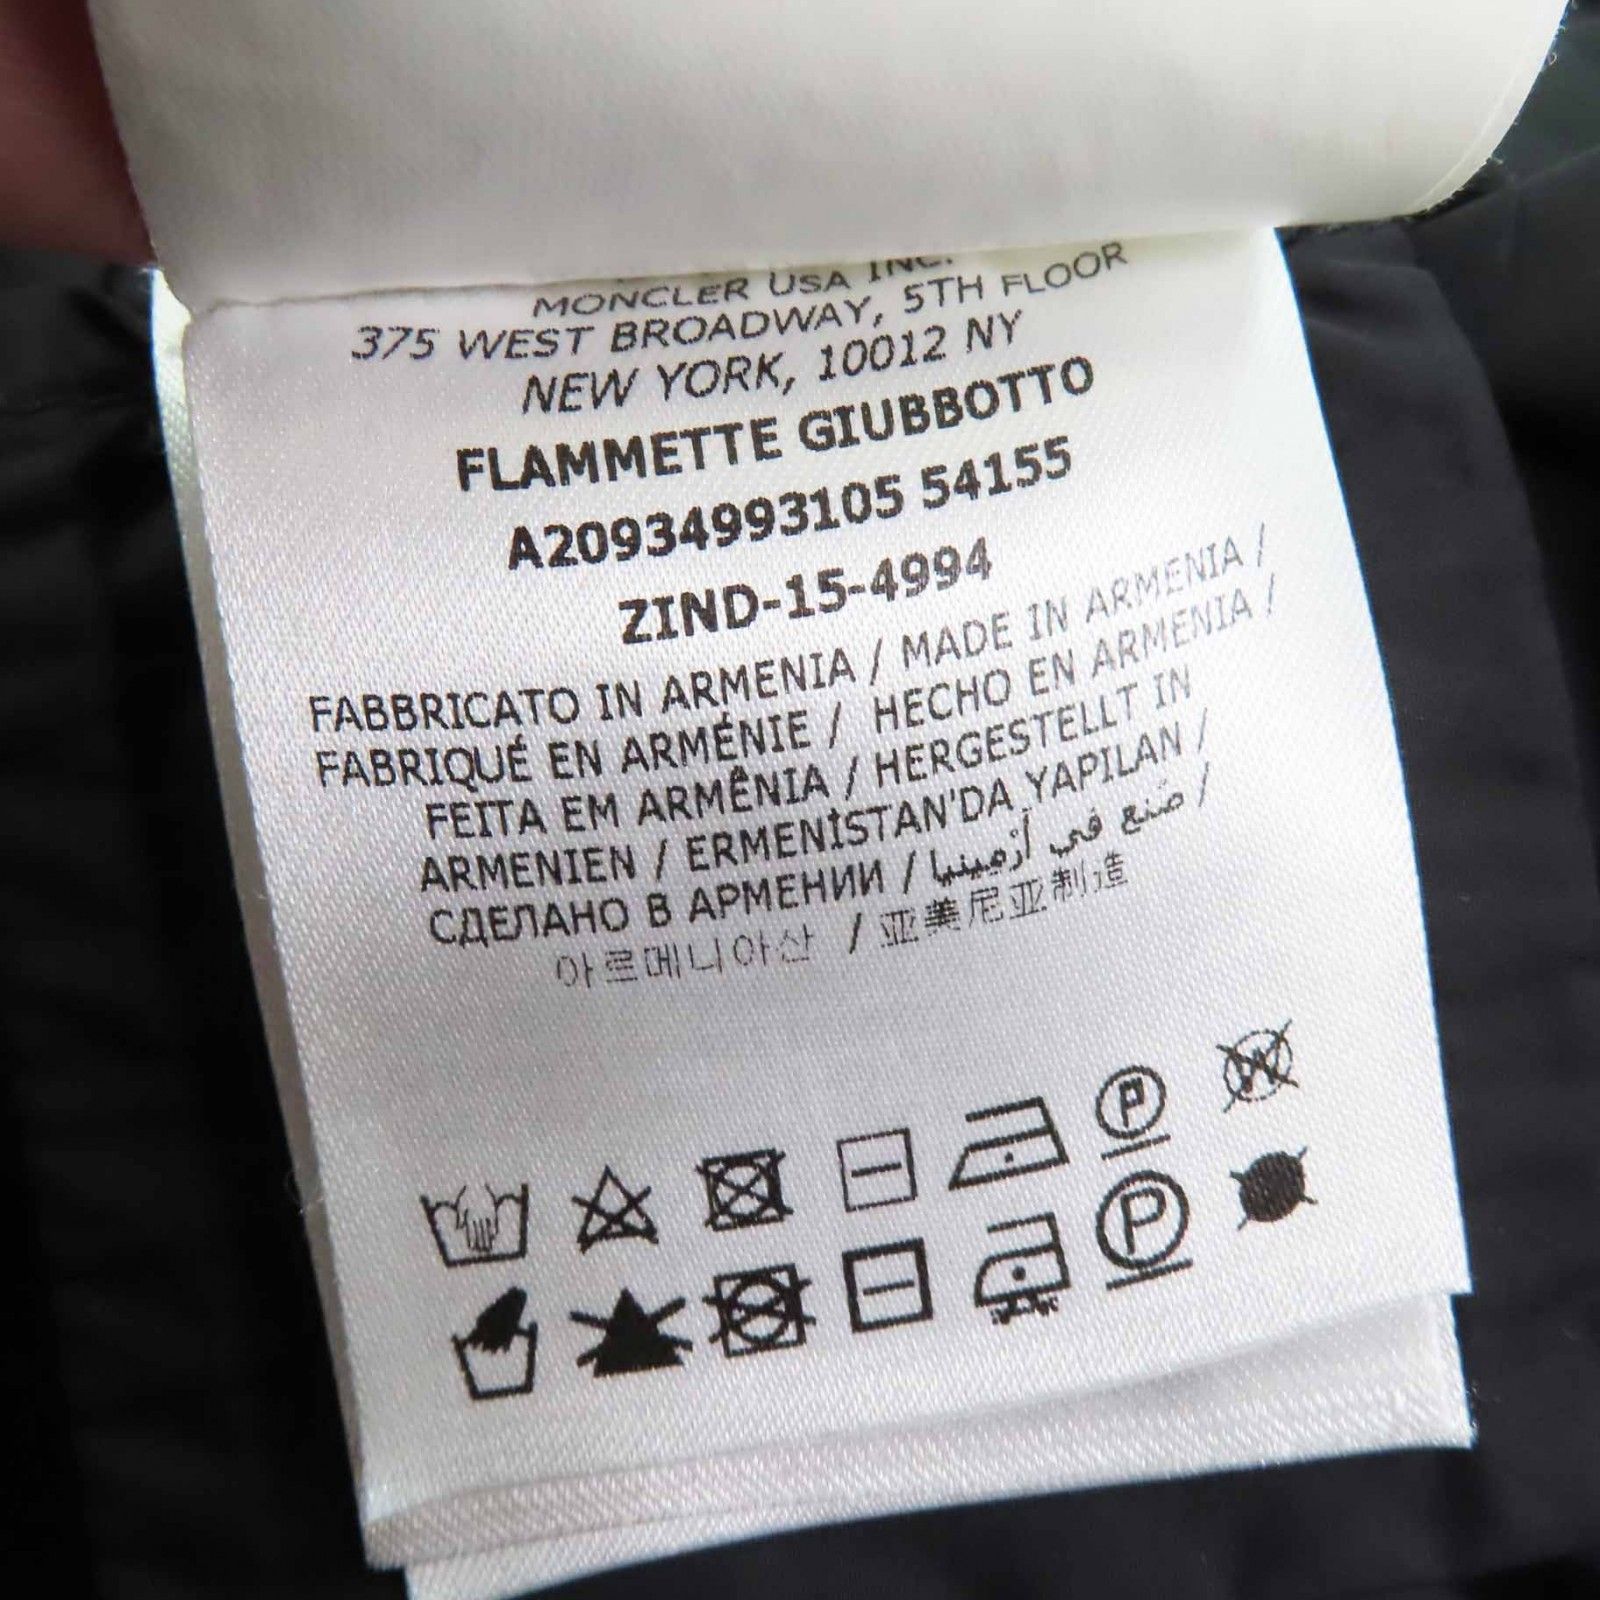 MONCLER USA INC.
375 WEST BROADWAY, 5TH FLOOR
NEW YORK, 10012 NY
FLAMMETTE GIUBBOTTO
A20934993105 54155
ZIND-15-4994
FABBRICATO IN ARMENIA / MADE IN ARMENIA /
FABRIQUÉ EN ARMÉNIE / HECHO EN ARMENIA /
FEITA EM ARMÊNIA / HERGESTELLT IN
ARMENIEN / ERMENİSTAN'DA YAPILAN /
СДЕЛАНО В АРМЕНИИ / صُنع في أرمينيا /
아르메니아산 / 亚美尼亚制造
P W
P